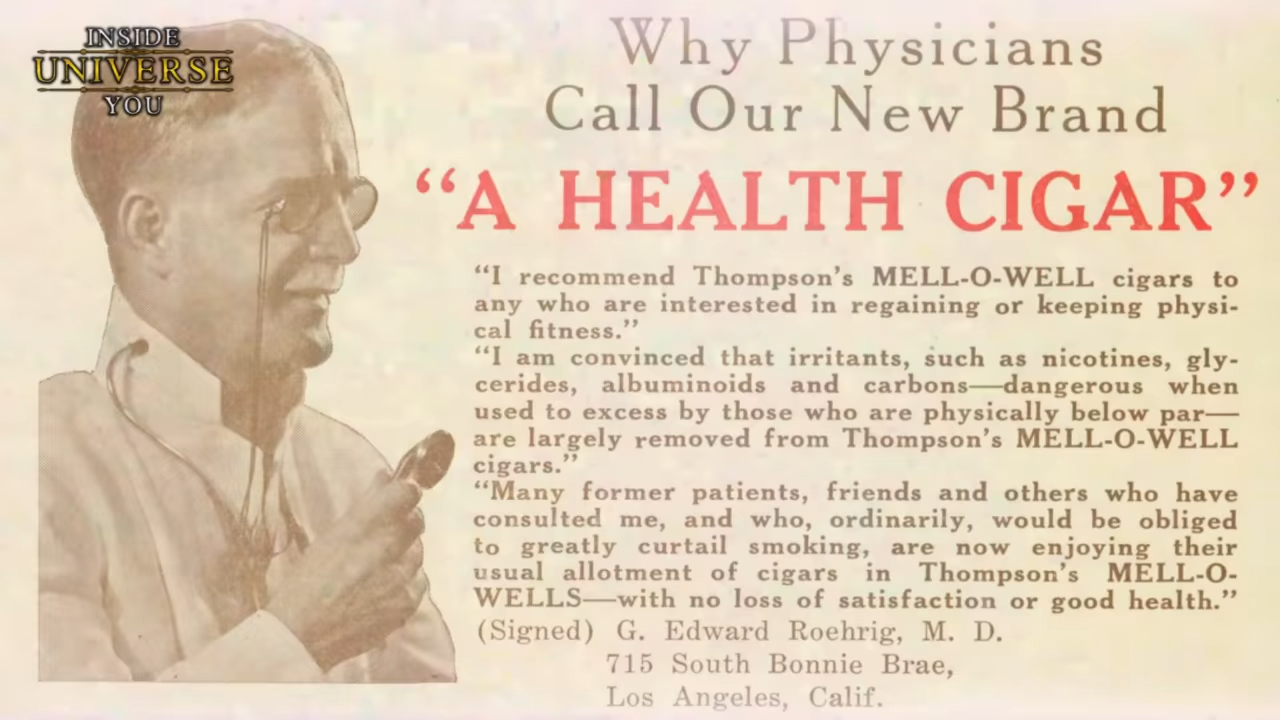 INSIDE
UNIVERSE
YOU
Why Physicians
Call Our New Brand
“A HEALTH CIGAR”
“I recommend Thompson’s MELL-O-WELL cigars to
any who are interested in regaining or keeping physi-
cal fitness.”
“I am convinced that irritants, such as nicotines, gly-
cerides, albuminoids and carbons—dangerous when
used to excess by those who are physically below par—
are largely removed from Thompson’s MELL-O-WELL
cigars.”
“Many former patients, friends and others who have
consulted me, and who, ordinarily, would be obliged
to greatly curtail smoking, are now enjoying their
usual allotment of cigars in Thompson’s MELL-O-
WELLS—with no loss of satisfaction or good health.”
(Signed) G. Edward Roehrig, M. D.
715 South Bonnie Brae,
Los Angeles, Calif.